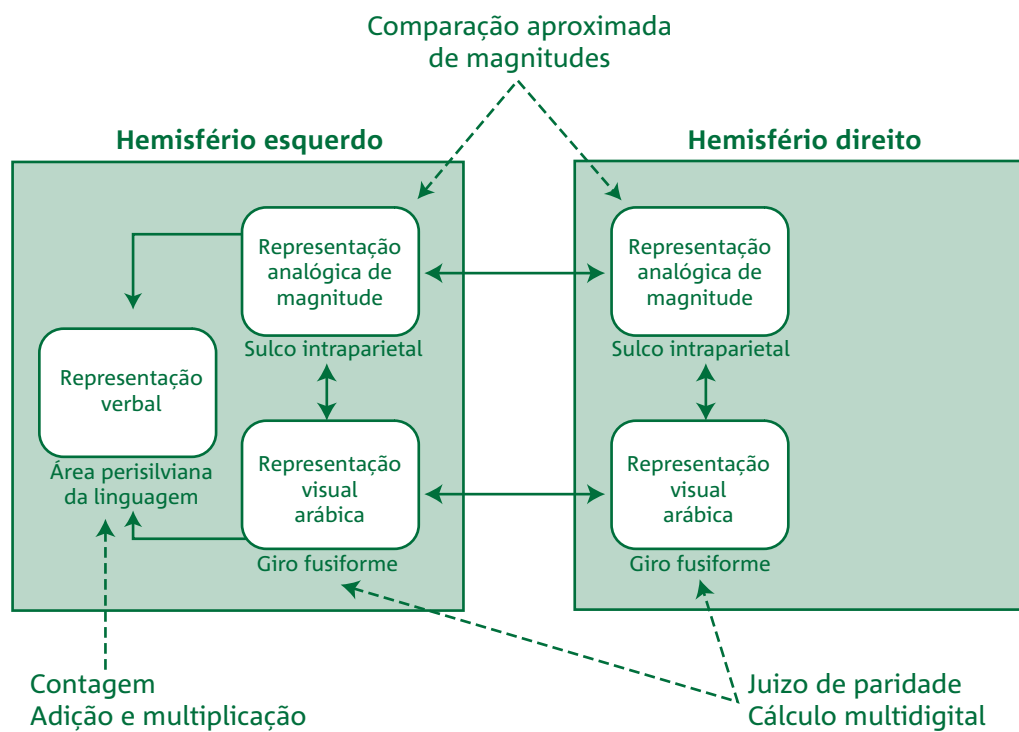 Comparação aproximada
de magnitudes
Hemisfério esquerdo
Hemisfério direito
Representação
analógica de
magnitude
Sulco intraparietal
Representação
analógica de
magnitude
Sulco intraparietal
Representação
verbal
Área perisilviana
da linguagem
Representação
visual
arábica
Giro fusiforme
Representação
visual
arábica
Giro fusiforme
Contagem
Adição e multiplicação
Juizo de paridade
Cálculo multidigital